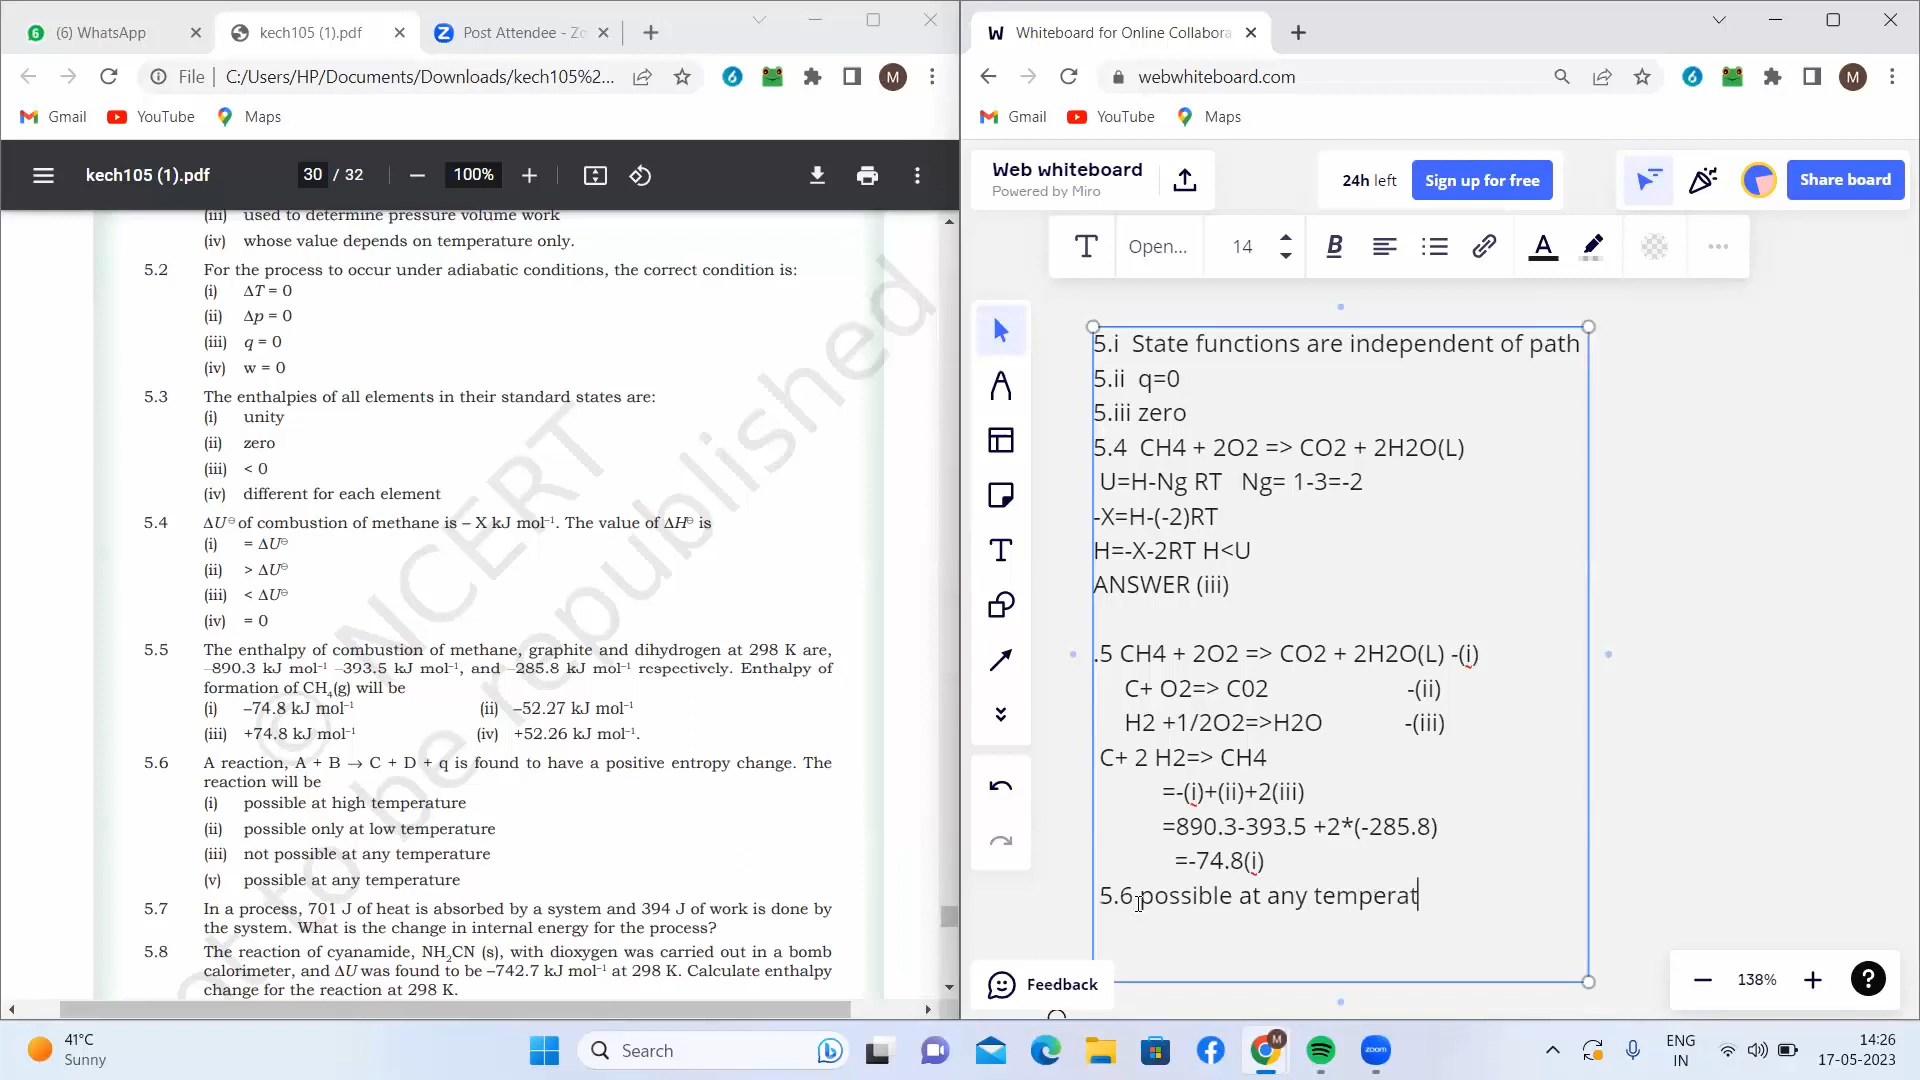 (6) WhatsApp
kech105 (1).pdf
Post Attendee - Zo
File
C:/Users/HP/Documents/Downloads/kech105%2...
M
Gmail
YouTube
Maps
kech105 (1).pdf
30 / 32
100%
(iii) used to determine pressure volume work
(iv) whose value depends on temperature only.
5.2 For the process to occur under adiabatic conditions, the correct condition is:
(i) ΔT = 0
(ii) Δp = 0
(iii) q = 0
(iv) w = 0
5.3 The enthalpies of all elements in their standard states are:
(i) unity
(ii) zero
(iii) < 0
(iv) different for each element
5.4 ΔU⊖ of combustion of methane is – X kJ mol⁻¹. The value of ΔH⊖ is
(i) = ΔU⊖
(ii) > ΔU⊖
(iii) < ΔU⊖
(iv) = 0
5.5 The enthalpy of combustion of methane, graphite and dihydrogen at 298 K are,
–890.3 kJ mol⁻¹ –393.5 kJ mol⁻¹, and –285.8 kJ mol⁻¹ respectively. Enthalpy of
formation of CH₄(g) will be
(i) –74.8 kJ mol⁻¹ (ii) –52.27 kJ mol⁻¹
(iii) +74.8 kJ mol⁻¹ (iv) +52.26 kJ mol⁻¹.
5.6 A reaction, A + B → C + D + q is found to have a positive entropy change. The
reaction will be
(i) possible at high temperature
(ii) possible only at low temperature
(iii) not possible at any temperature
(v) possible at any temperature
5.7 In a process, 701 J of heat is absorbed by a system and 394 J of work is done by
the system. What is the change in internal energy for the process?
5.8 The reaction of cyanamide, NH₂CN (s), with dioxygen was carried out in a bomb
calorimeter, and ΔU was found to be –742.7 kJ mol⁻¹ at 298 K. Calculate enthalpy
change for the reaction at 298 K.
© NCERT
not to be republished
Whiteboard for Online Collabora
webwhiteboard.com
M
Gmail
YouTube
Maps
Web whiteboard
Powered by Miro
24h left
Sign up for free
Share board
Open...
14
5.i State functions are independent of path
5.ii q=0
5.iii zero
5.4 CH4 + 2O2 => CO2 + 2H2O(L)
U=H-Ng RT Ng= 1-3=-2
-X=H-(-2)RT
H=-X-2RT H<U
ANSWER (iii)
.5 CH4 + 2O2 => CO2 + 2H2O(L) -(i)
C+ O2=> C02 -(ii)
H2 +1/2O2=>H2O -(iii)
C+ 2 H2=> CH4
=-(i)+(ii)+2(iii)
=890.3-393.5 +2*(-285.8)
=-74.8(i)
5.6 possible at any temperat
Feedback
138%
?
41°C
Sunny
Search
zoom
M
ENG
IN
14:26
17-05-2023